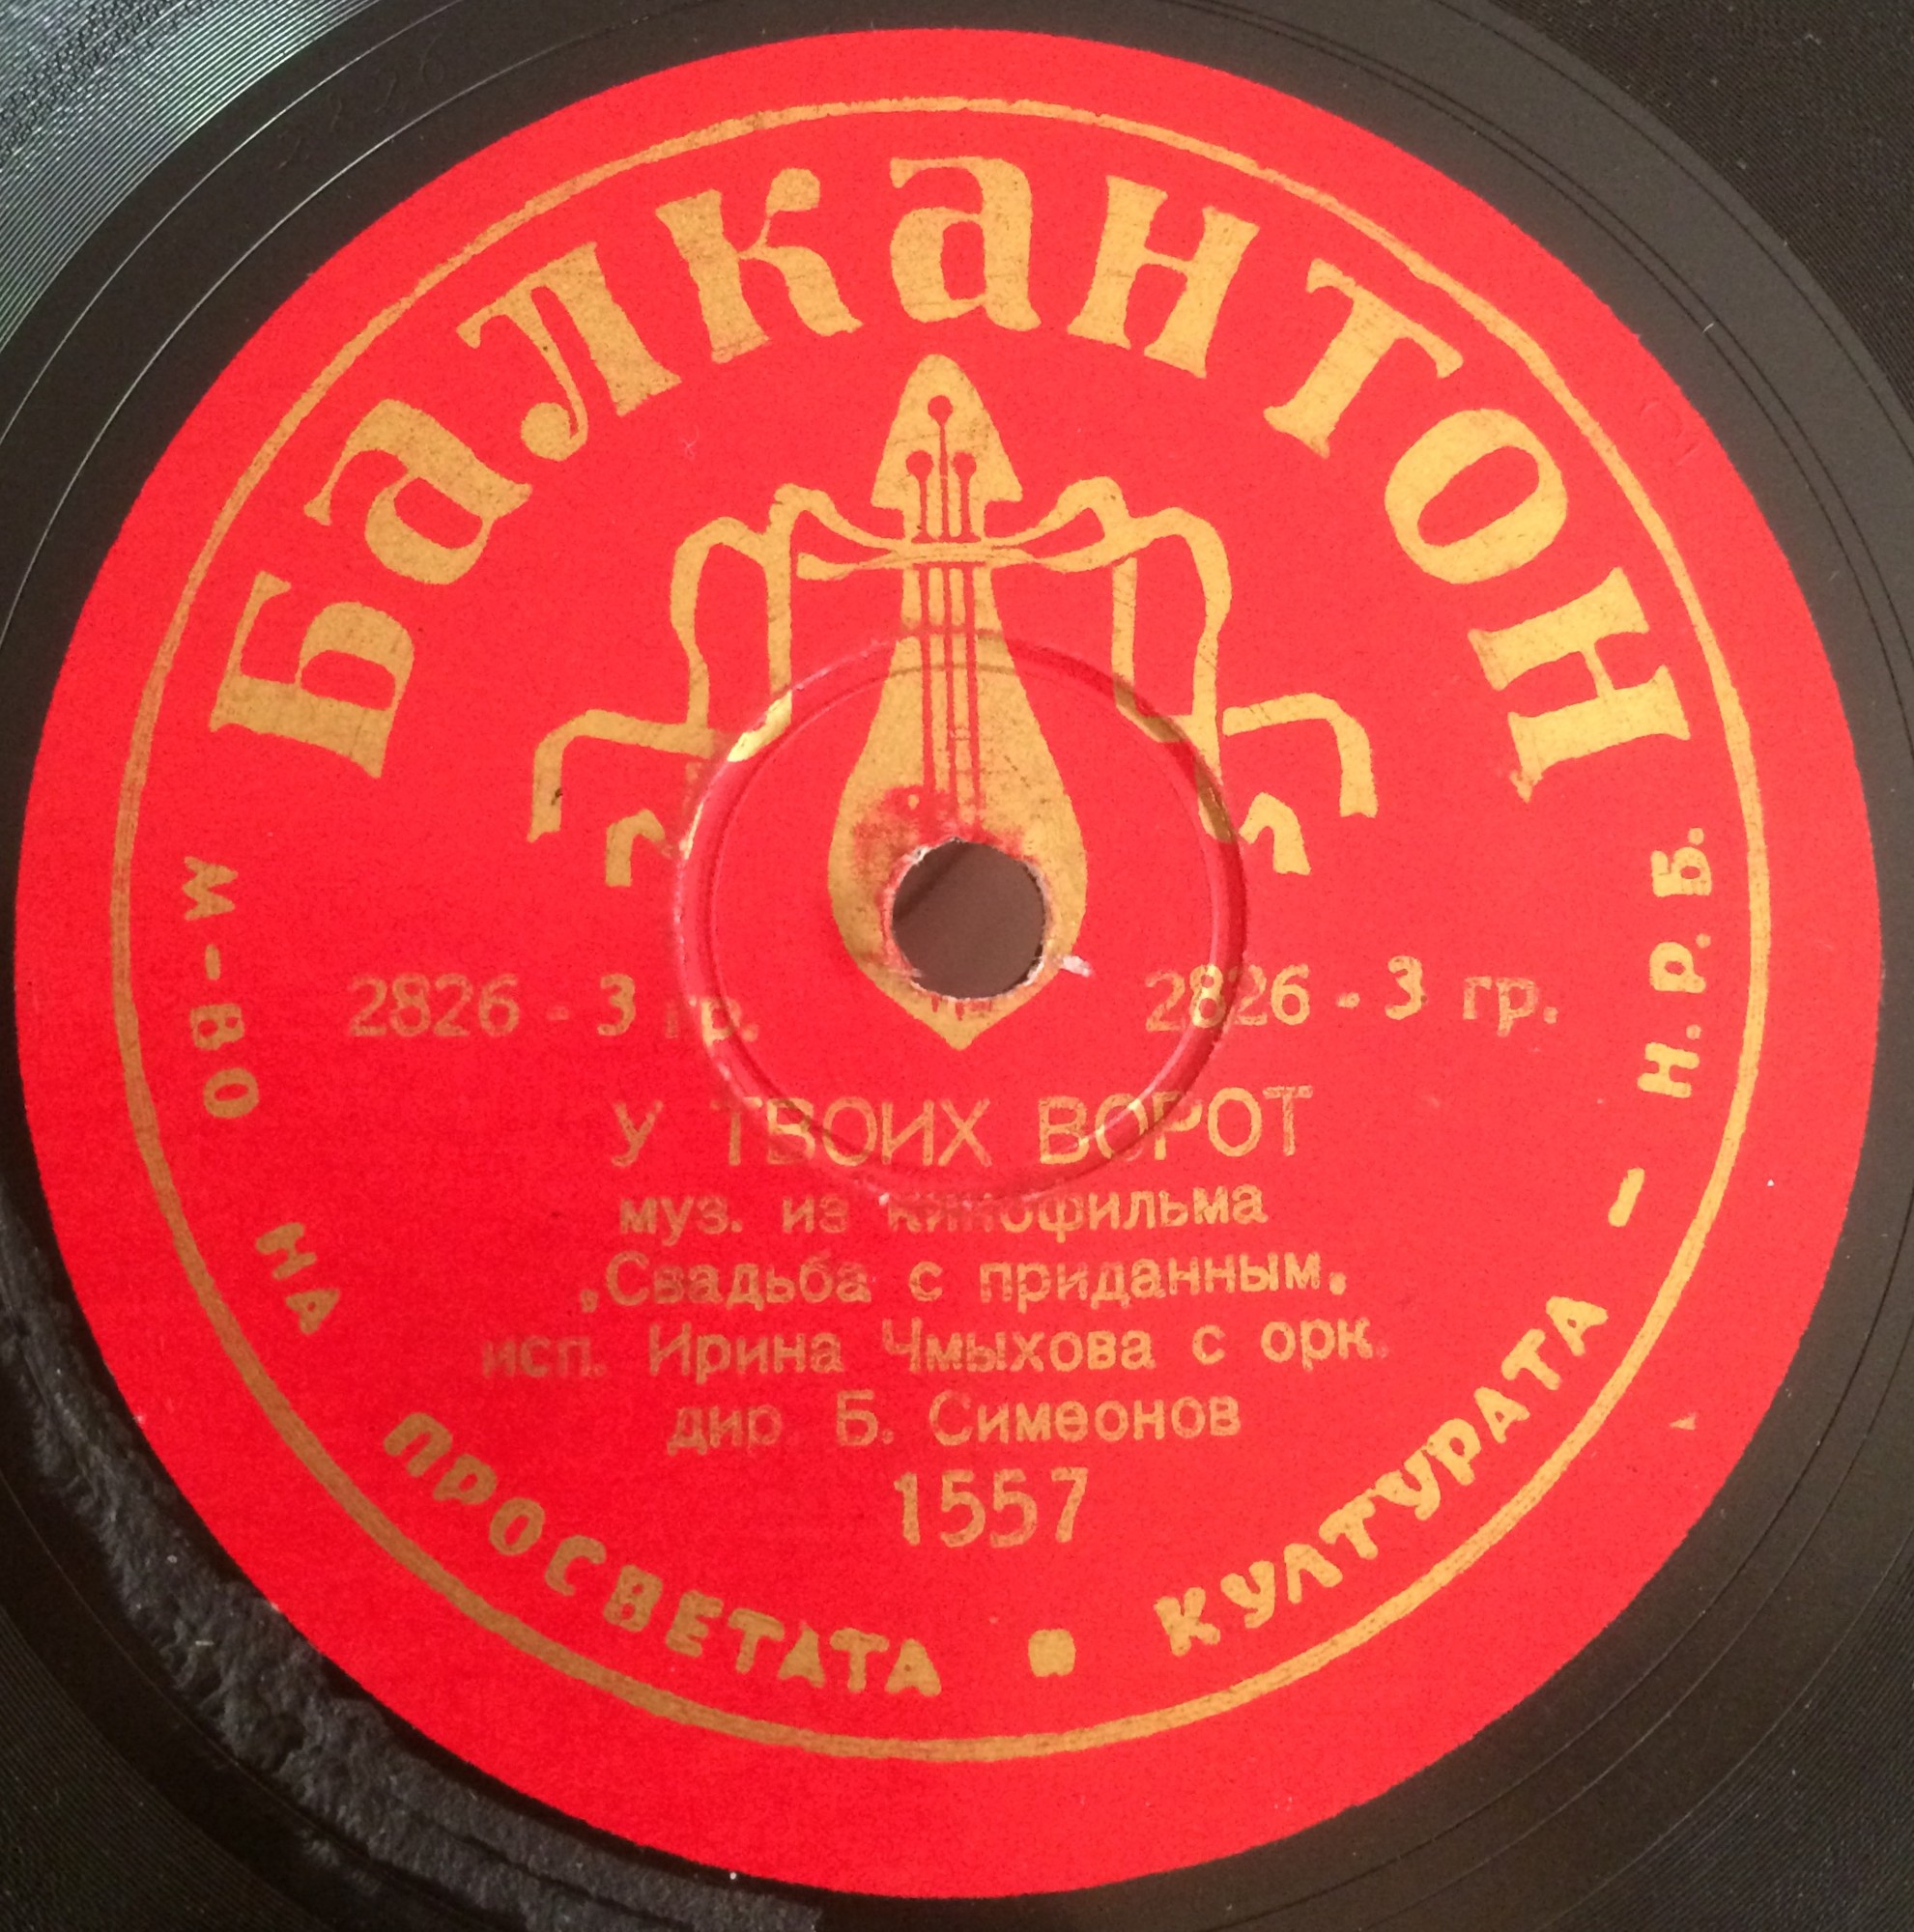 Балкантон
2826 - 3 гр. 2826 - 3 гр.
У ТВОИХ ВОРОТ
муз. из кинофильма
„Свадьба с приданным“
исп. Ирина Чмыхова с орк.
дир Б. Симеонов
1557
М-ВО НА ПРОСВЕТАТА ▪ КУЛТУРАТА – Н.Р.Б.